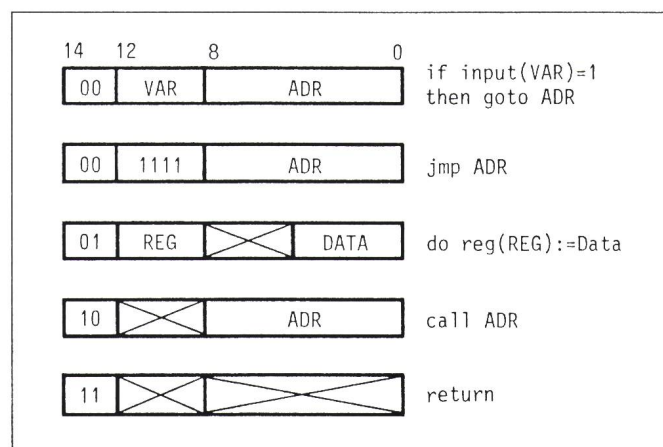 14 12 8 0
00 VAR ADR if input(VAR)=1
then goto ADR
00 1111 ADR jmp ADR
01 REG DATA do reg(REG):=Data
10 ADR call ADR
11 return